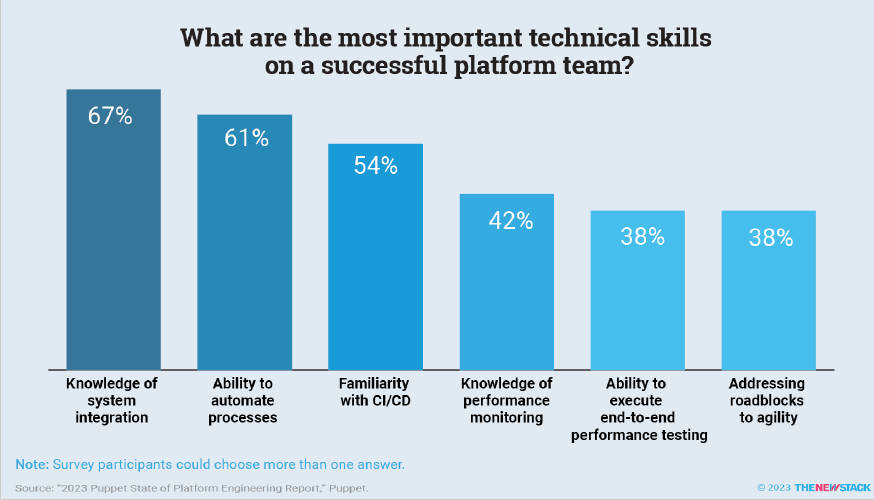 What are the most important technical skills
on a successful platform team?
67%
61%
54%
42%
38%
38%
Knowledge of
system
integration
Ability to
automate
processes
Familiarity
with CI/CD
Knowledge of
performance
monitoring
Ability to
execute
end-to-end
performance testing
Addressing
roadblocks
to agility
Note: Survey participants could choose more than one answer.
Source: "2023 Puppet State of Platform Engineering Report," Puppet.
© 2023 THENEWSTACK